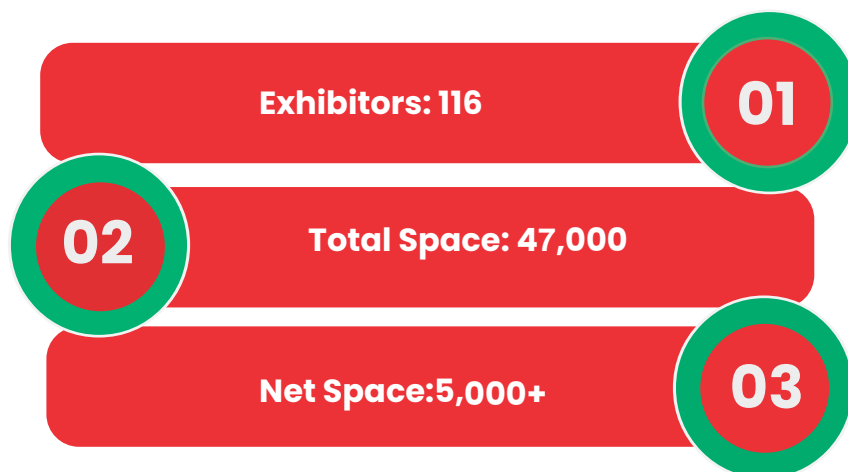 Exhibitors: 116
01
02
Total Space: 47,000
Net Space:5,000+
03